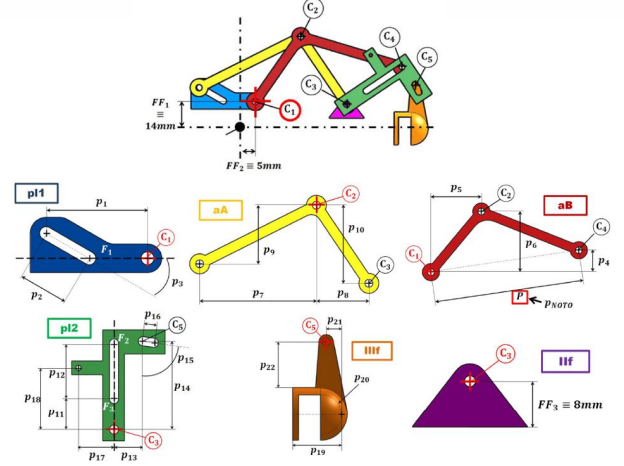 C₂
C₄
C₅
C₃
C₁
FF₁
≡
14mm
FF₂ ≡ 5mm
pl1
p₁
C₁
F₁
p₂
p₃
aA
C₂
p₁₀
p₉
C₃
p₇
p₈
aB
p₅
C₂
p₆
C₄
C₁
p₄
P
p_NOTO
pl2
p₁₆
C₅
F₂
p₁₅
p₁₂
p₁₈
p₁₄
F₃
p₁₁
C₃
p₁₇
p₁₃
IIIf
C₅
p₂₁
p₂₂
p₂₀
p₁₉
IIf
C₃
FF₃ ≡ 8mm